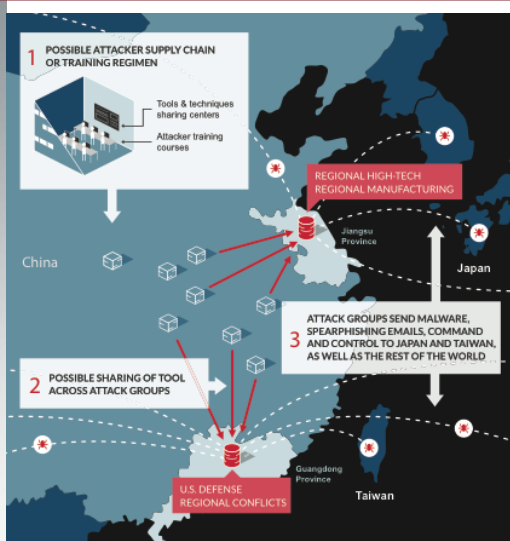 1 POSSIBLE ATTACKER SUPPLY CHAIN
OR TRAINING REGIMEN
Tools & techniques
sharing centers
Attacker training
courses
REGIONAL HIGH-TECH
REGIONAL MANUFACTURING
Jiangsu
Province
China
Japan
3 ATTACK GROUPS SEND MALWARE,
SPEARPHISHING EMAILS, COMMAND
AND CONTROL TO JAPAN AND TAIWAN,
AS WELL AS THE REST OF THE WORLD
2 POSSIBLE SHARING OF TOOL
ACROSS ATTACK GROUPS
Guangdong
Province
U.S. DEFENSE
REGIONAL CONFLICTS
Taiwan